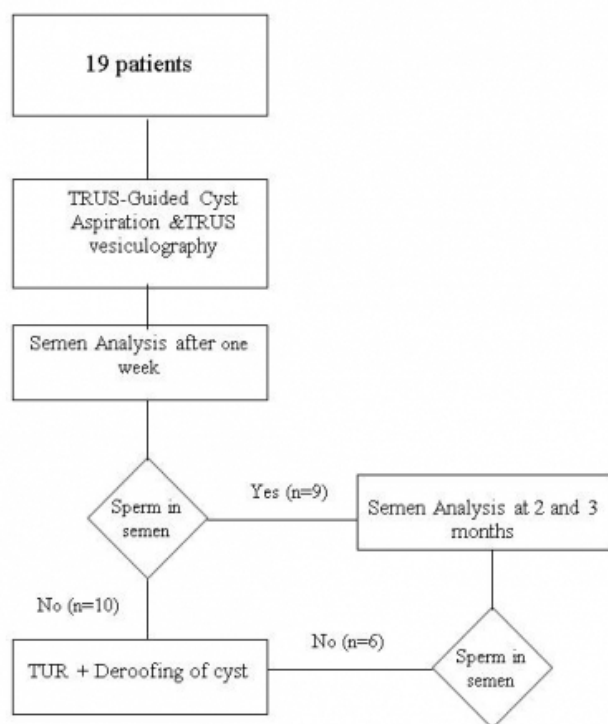 19 patients
TRUS-Guided Cyst
Aspiration &TRUS
vesiculography
Semen Analysis after one
week
Sperm in
semen
Yes (n=9)
Semen Analysis at 2 and 3
months
No (n=10)
TUR + Deroofing of cyst
No (n=6)
Sperm in
semen